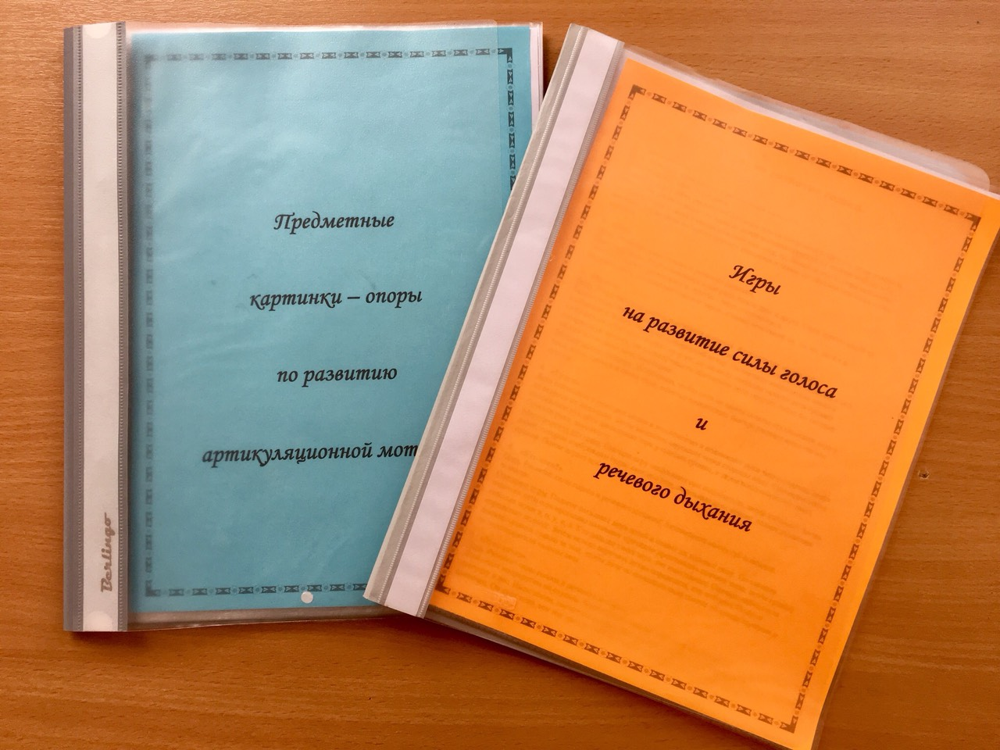 Предметные
картинки – опоры
по развитию
артикуляционной мот
Berlingo
Игры
на развитие силы голоса
и
речевого дыхания